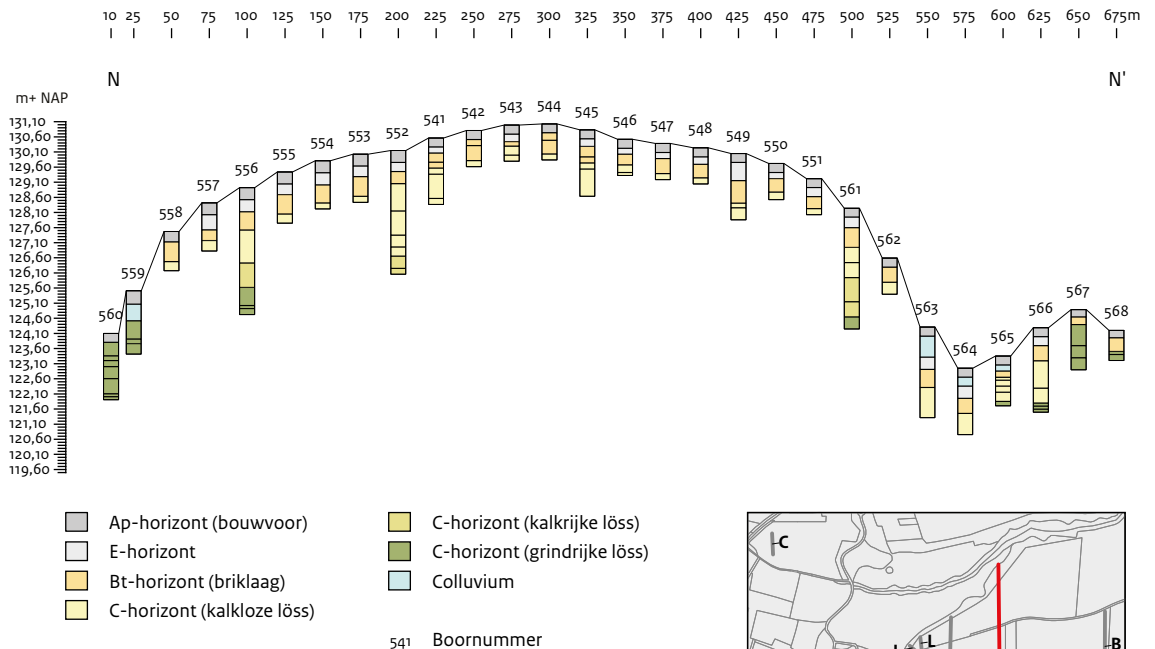 10 25 50 75 100 125 150 175 200 225 250 275 300 325 350 375 400 425 450 475 500 525 550 575 600 625 650 675m
N N'
m+ NAP
131,10
130,60
130,10
129,60
129,10
128,60
128,10
127,60
127,10
126,60
126,10
125,60
125,10
124,60
124,10
123,60
123,10
122,60
122,10
121,60
121,10
120,60
120,10
119,60
560 559 558 557 556 555 554 553 552 541 542 543 544 545 546 547 548 549 550 551 561 562 563 564 565 566 567 568
Ap-horizont (bouwvoor)
E-horizont
Bt-horizont (briklaag)
C-horizont (kalkloze löss)
C-horizont (kalkrijke löss)
C-horizont (grindrijke löss)
Colluvium
541 Boornummer
C
L
B